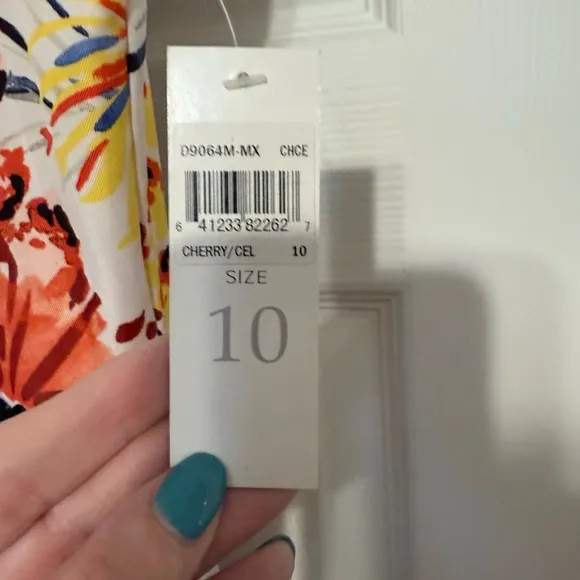 D9064M-MX CHCE
6 41233 82262 7
CHERRY/CEL 10
SIZE
10